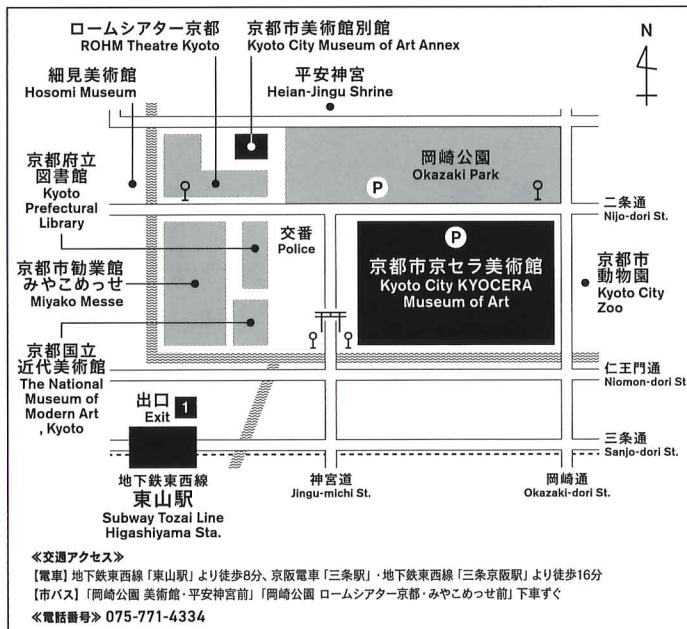 ロームシアター京都
ROHM Theatre Kyoto
京都市美術館別館
Kyoto City Museum of Art Annex
N
細見美術館
Hosomi Museum
平安神宮
Heian-Jingu Shrine
京都府立
図書館
Kyoto
Prefectural
Library
岡崎公園
Okazaki Park
P
二条通
Nijo-dori St.
交番
Police
P
京都市京セラ美術館
Kyoto City KYOCERA
Museum of Art
京都市勧業館
みやこめっせ
Miyako Messe
京都市
動物園
Kyoto City
Zoo
京都国立
近代美術館
The National
Museum of
Modern Art
, Kyoto
仁王門通
Niomon-dori St.
出口
Exit
1
三条通
Sanjo-dori St.
地下鉄東西線
東山駅
Subway Tozai Line
Higashiyama Sta.
神宮道
Jingu-michi St.
岡崎通
Okazaki-dori St.
≪交通アクセス≫
【電車】地下鉄東西線「東山駅」より徒歩8分、京阪電車「三条駅」・地下鉄東西線「三条京阪駅」より徒歩16分
【市バス】「岡崎公園 美術館・平安神宮前」「岡崎公園 ロームシアター京都・みやこめっせ前」下車すぐ
≪電話番号≫ 075-771-4334